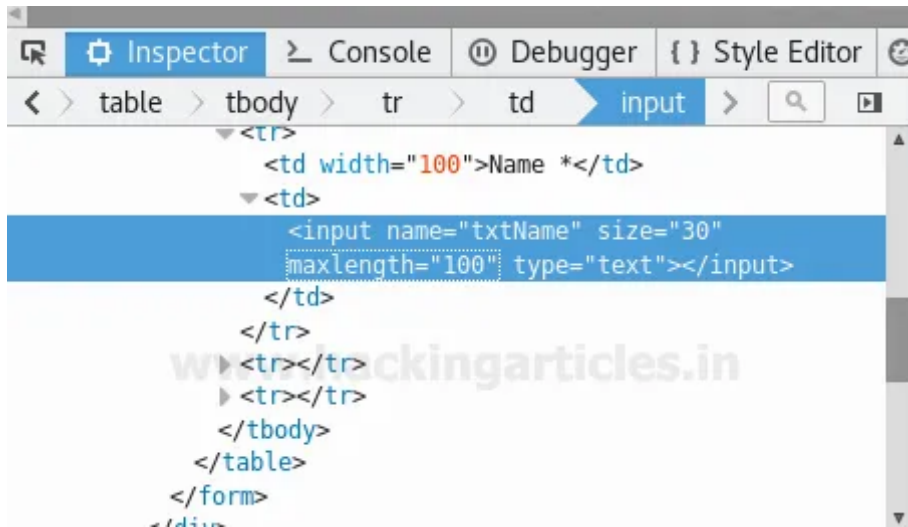 Inspector Console Debugger { } Style Editor
table tbody tr td input
<tr>
<td width="100">Name *</td>
<td>
<input name="txtName" size="30"
maxlength="100" type="text"></input>
</td>
</tr>
www.hackingarticles.in
<tr></tr>
<tr></tr>
</tbody>
</table>
</form>
</div>